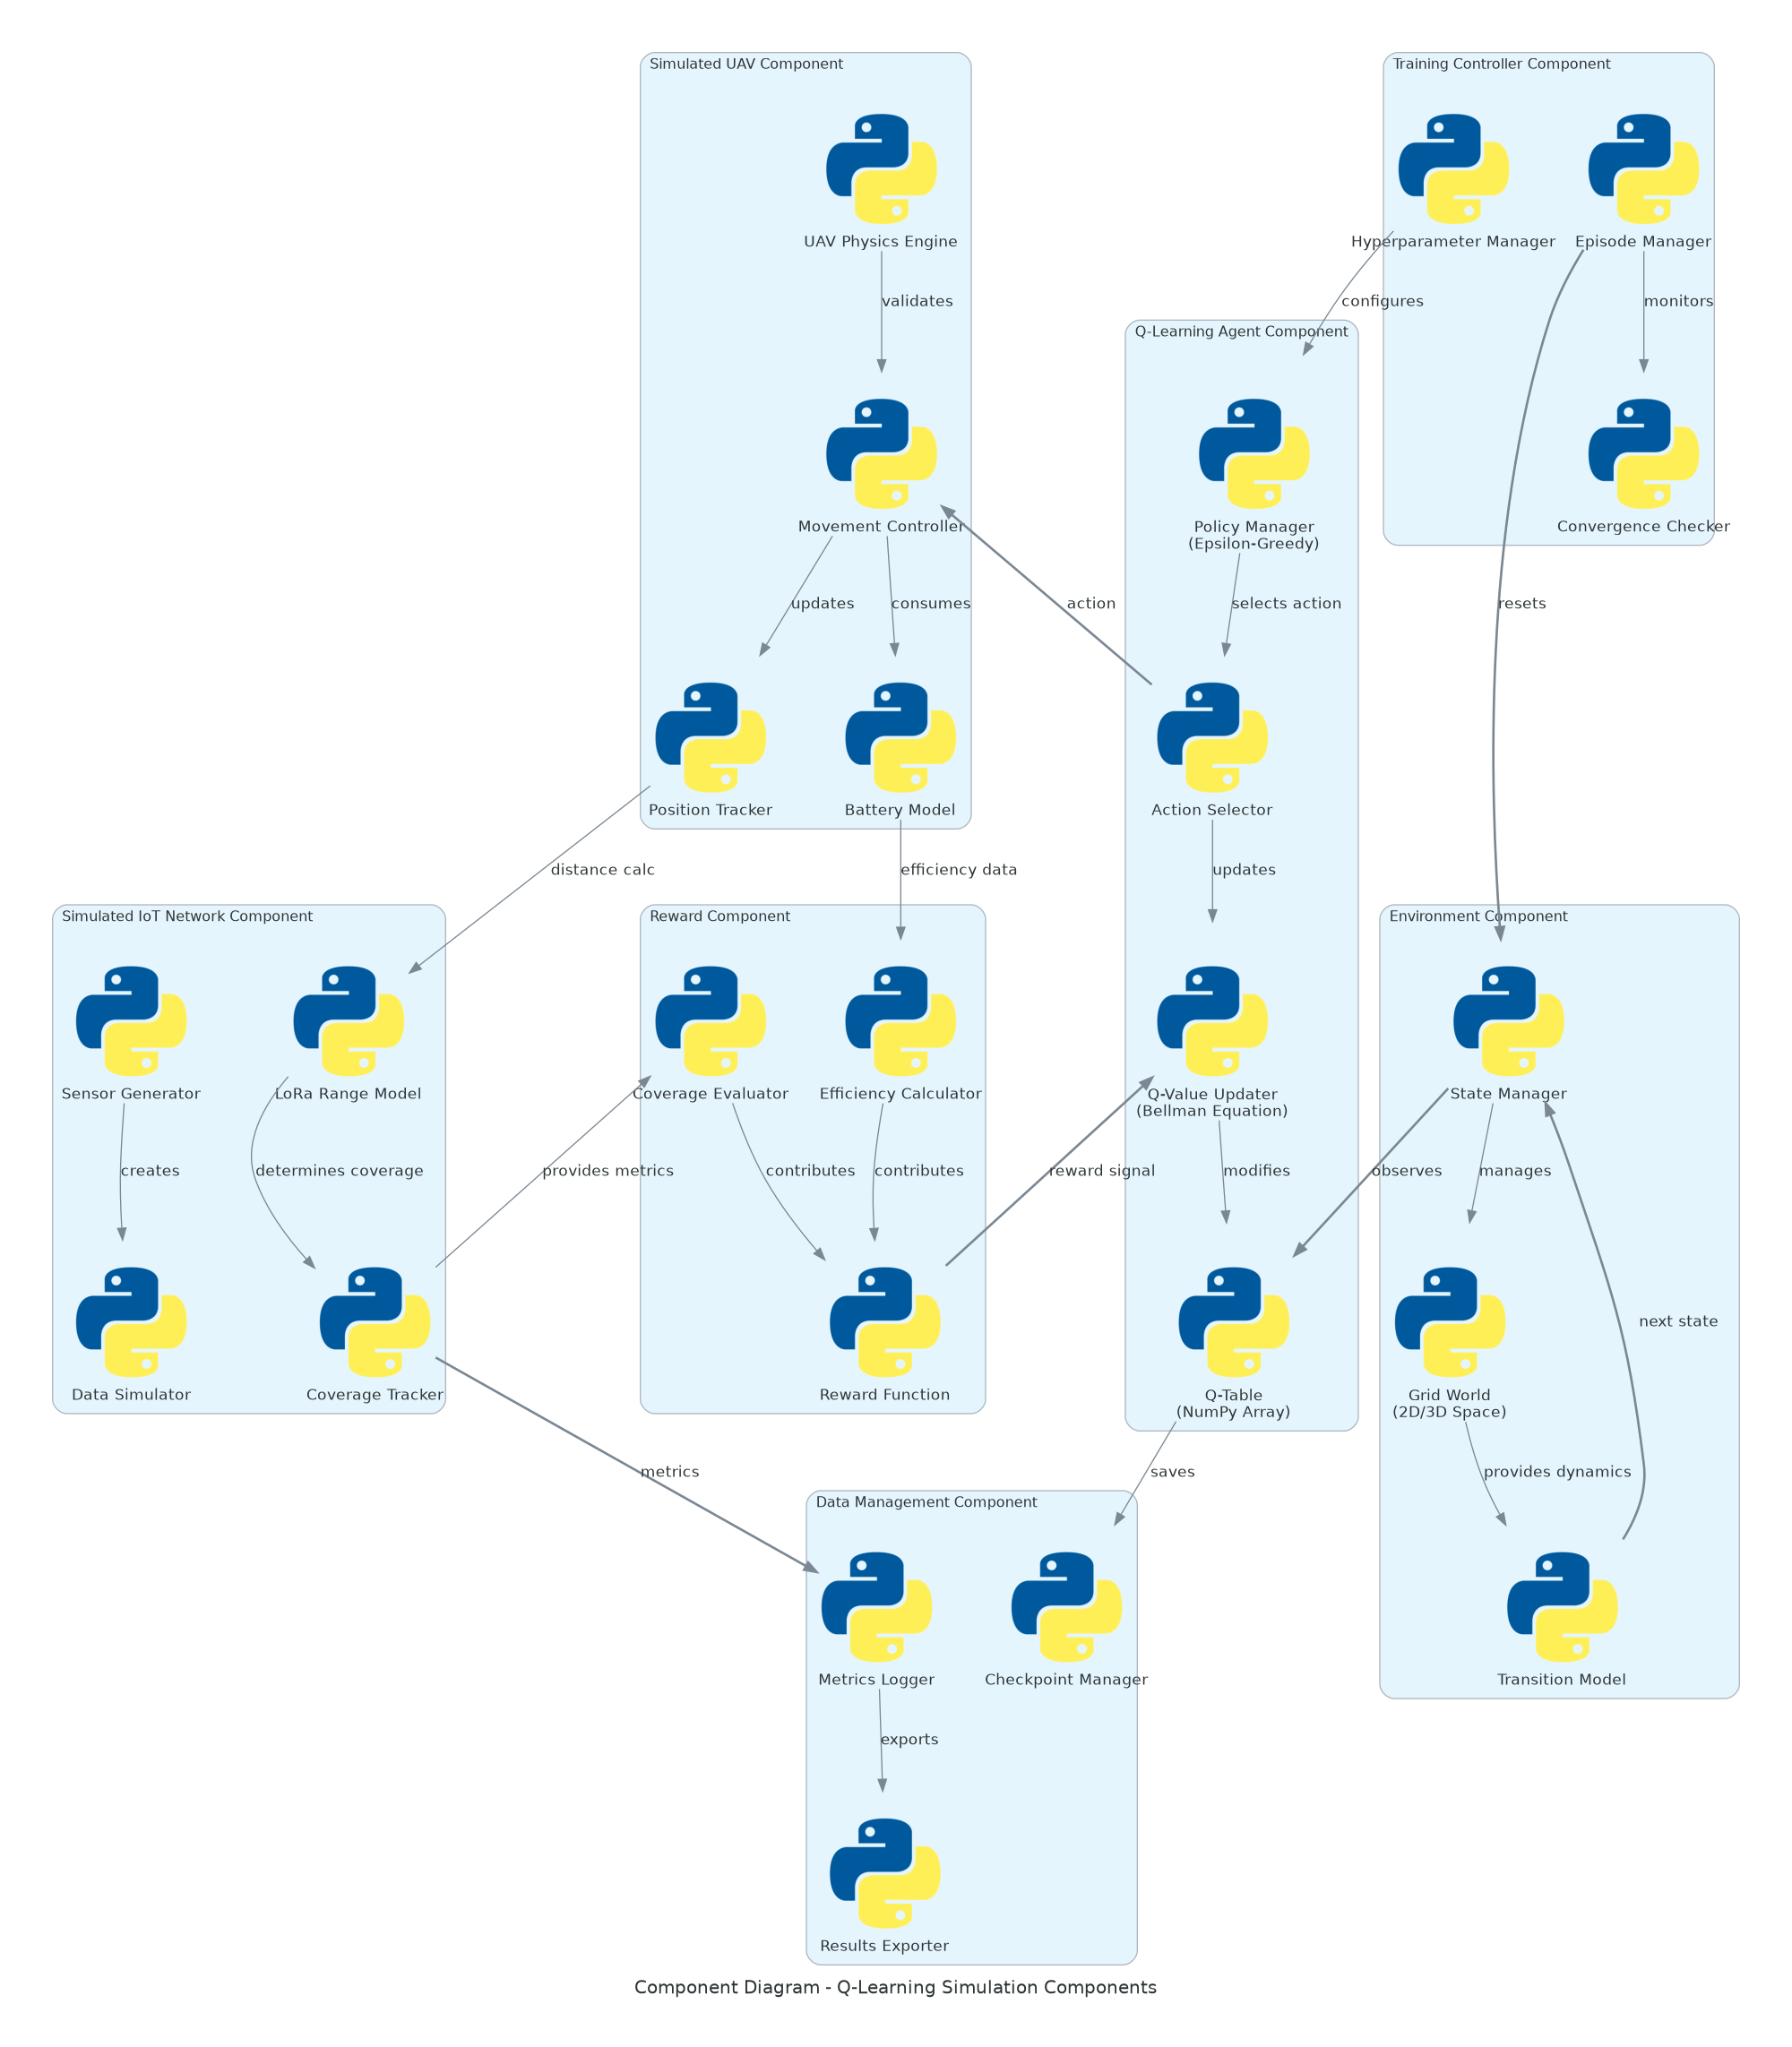 Simulated UAV Component
Training Controller Component
UAV Physics Engine
Hyperparameter Manager
Episode Manager
validates
configures
monitors
Q-Learning Agent Component
Movement Controller
Policy Manager
(Epsilon-Greedy)
Convergence Checker
updates
consumes
action
selects action
resets
Position Tracker
Battery Model
Action Selector
distance calc
efficiency data
updates
Simulated IoT Network Component
Reward Component
Environment Component
Sensor Generator
LoRa Range Model
Coverage Evaluator
Efficiency Calculator
Q-Value Updater
(Bellman Equation)
State Manager
creates
determines coverage
provides metrics
contributes
contributes
reward signal
modifies
observes
manages
next state
Data Simulator
Coverage Tracker
Reward Function
Q-Table
(NumPy Array)
Grid World
(2D/3D Space)
metrics
saves
provides dynamics
Data Management Component
Metrics Logger
Checkpoint Manager
Transition Model
exports
Results Exporter
Component Diagram - Q-Learning Simulation Components